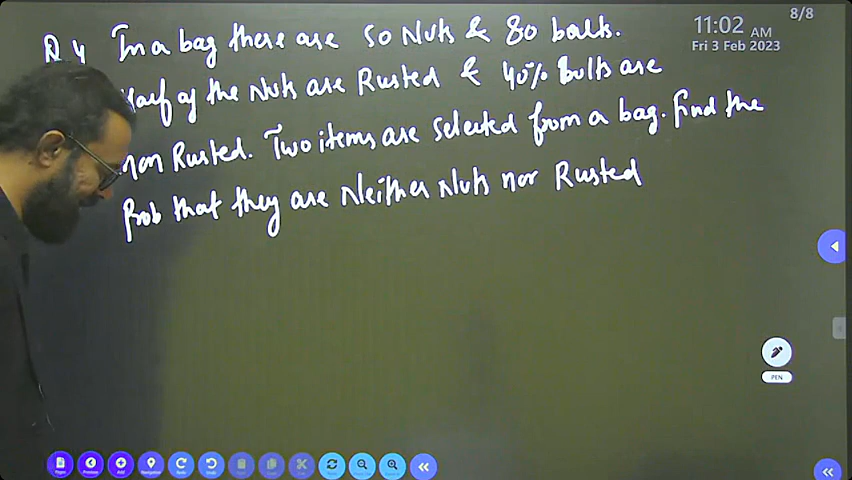 11:02 AM
Fri 3 Feb 2023
8/8
Q 4 In a bag there are 50 Nuts & 80 bolts.
Half of the Nuts are Rusted & 40% Bults are
non Rusted. Two items are selected from a bag. Find the
Prob that they are Neither Nuts nor Rusted
PEN